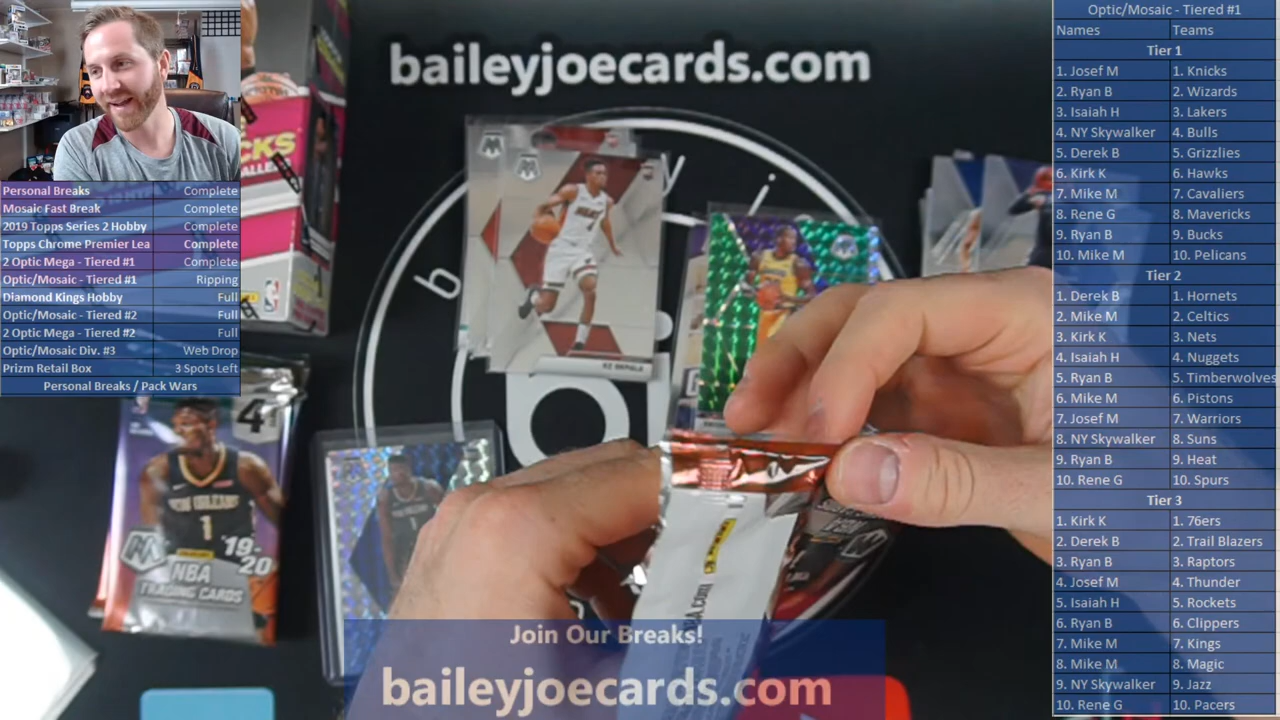 baileyjoecards.com
Personal Breaks Complete
Mosaic Fast Break Complete
2019 Topps Series 2 Hobby Complete
Topps Chrome Premier Lea Complete
2 Optic Mega - Tiered #1 Complete
Optic/Mosaic - Tiered #1 Ripping
Diamond Kings Hobby Full
Optic/Mosaic - Tiered #2 Full
2 Optic Mega - Tiered #2 Full
Optic/Mosaic Div. #3 Web Drop
Prizm Retail Box 3 Spots Left
Personal Breaks / Pack Wars
Optic/Mosaic - Tiered #1
Names Teams
Tier 1
1. Josef M 1. Knicks
2. Ryan B 2. Wizards
3. Isaiah H 3. Lakers
4. NY Skywalker 4. Bulls
5. Derek B 5. Grizzlies
6. Kirk K 6. Hawks
7. Mike M 7. Cavaliers
8. Rene G 8. Mavericks
9. Ryan B 9. Bucks
10. Mike M 10. Pelicans
Tier 2
1. Derek B 1. Hornets
2. Mike M 2. Celtics
3. Kirk K 3. Nets
4. Isaiah H 4. Nuggets
5. Ryan B 5. Timberwolves
6. Mike M 6. Pistons
7. Josef M 7. Warriors
8. NY Skywalker 8. Suns
9. Ryan B 9. Heat
10. Rene G 10. Spurs
Tier 3
1. Kirk K 1. 76ers
2. Derek B 2. Trail Blazers
3. Ryan B 3. Raptors
4. Josef M 4. Thunder
5. Isaiah H 5. Rockets
6. Ryan B 6. Clippers
7. Mike M 7. Kings
8. Mike M 8. Magic
9. NY Skywalker 9. Jazz
10. Rene G 10. Pacers
4
NEW ORLEANS
1
M
PANINI
'19-
20
NBA
TRADING CARDS
HEAT
KZ OKPALA
PANINI
Join Our Breaks!
baileyjoecards.com